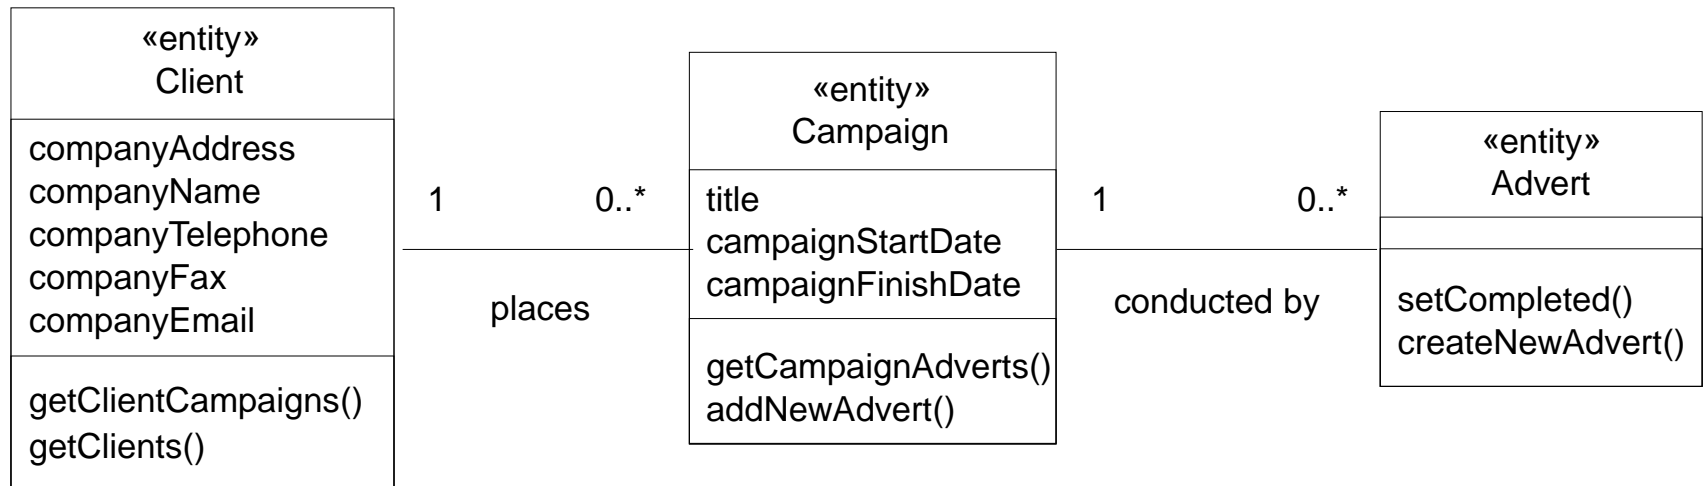 «entity»
Client
companyAddress
companyName
companyTelephone
companyFax
companyEmail
getClientCampaigns()
getClients()
1
0..*
places
«entity»
Campaign
title
campaignStartDate
campaignFinishDate
getCampaignAdverts()
addNewAdvert()
1
0..*
conducted by
«entity»
Advert
setCompleted()
createNewAdvert()